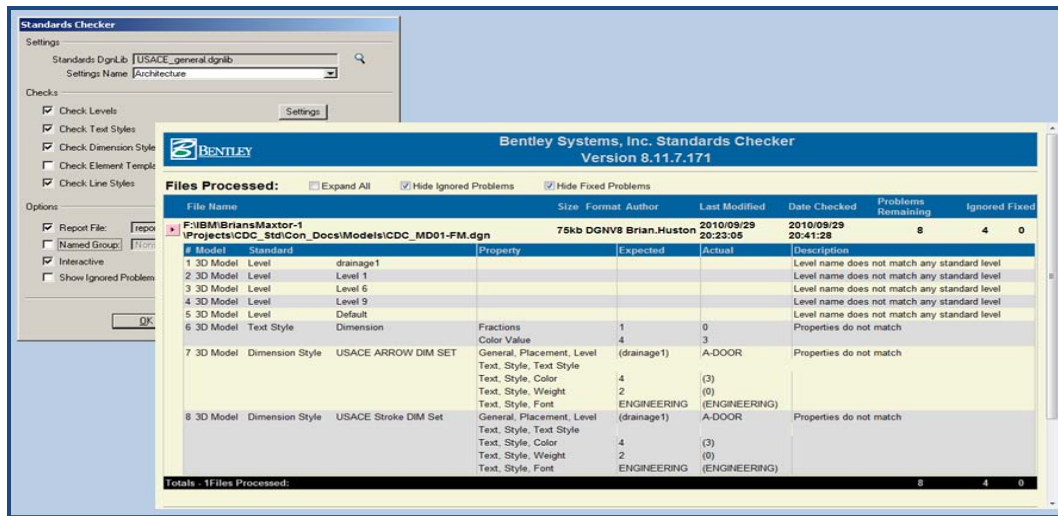 Standards Checker
Settings
Standards DgnLib USACE_general.dgnlib
Settings Name Architecture
Checks
Check Levels Settings
Check Text Styles
Check Dimension Style
Check Element Templa
Check Line Styles
Options
Report File: repo
Named Group:
Interactive
Show Ignored Problem
OK
BENTLEY
Bentley Systems, Inc. Standards Checker
Version 8.11.7.171
Files Processed: Expand All Hide Ignored Problems Hide Fixed Problems
File Name Size Format Author Last Modified Date Checked Problems Remaining Ignored Fixed
F:\IBM\BriansMaxtor-1
\Projects\CDC_Std\Con_Docs\Models\CDC_MD01-FM.dgn 75kb DGNV8 Brian.Huston 2010/09/29 20:23:05 2010/09/29 20:41:28 8 4 0
# Model Standard Property Expected Actual Description
1 3D Model Level drainage1 Level name does not match any standard level
2 3D Model Level Level 1 Level name does not match any standard level
3 3D Model Level Level 6 Level name does not match any standard level
4 3D Model Level Level 9 Level name does not match any standard level
5 3D Model Level Default Level name does not match any standard level
6 3D Model Text Style Dimension Fractions 1 0 Properties do not match
Color Value 4 3
7 3D Model Dimension Style USACE ARROW DIM SET General, Placement, Level (drainage1) A-DOOR Properties do not match
Text, Style, Text Style
Text, Style, Color 4 (3)
Text, Style, Weight 2 (0)
Text, Style, Font ENGINEERING (ENGINEERING)
8 3D Model Dimension Style USACE Stroke DIM Set General, Placement, Level (drainage1) A-DOOR Properties do not match
Text, Style, Text Style
Text, Style, Color 4 (3)
Text, Style, Weight 2 (0)
Text, Style, Font ENGINEERING (ENGINEERING)
Totals - 1Files Processed: 8 4 0